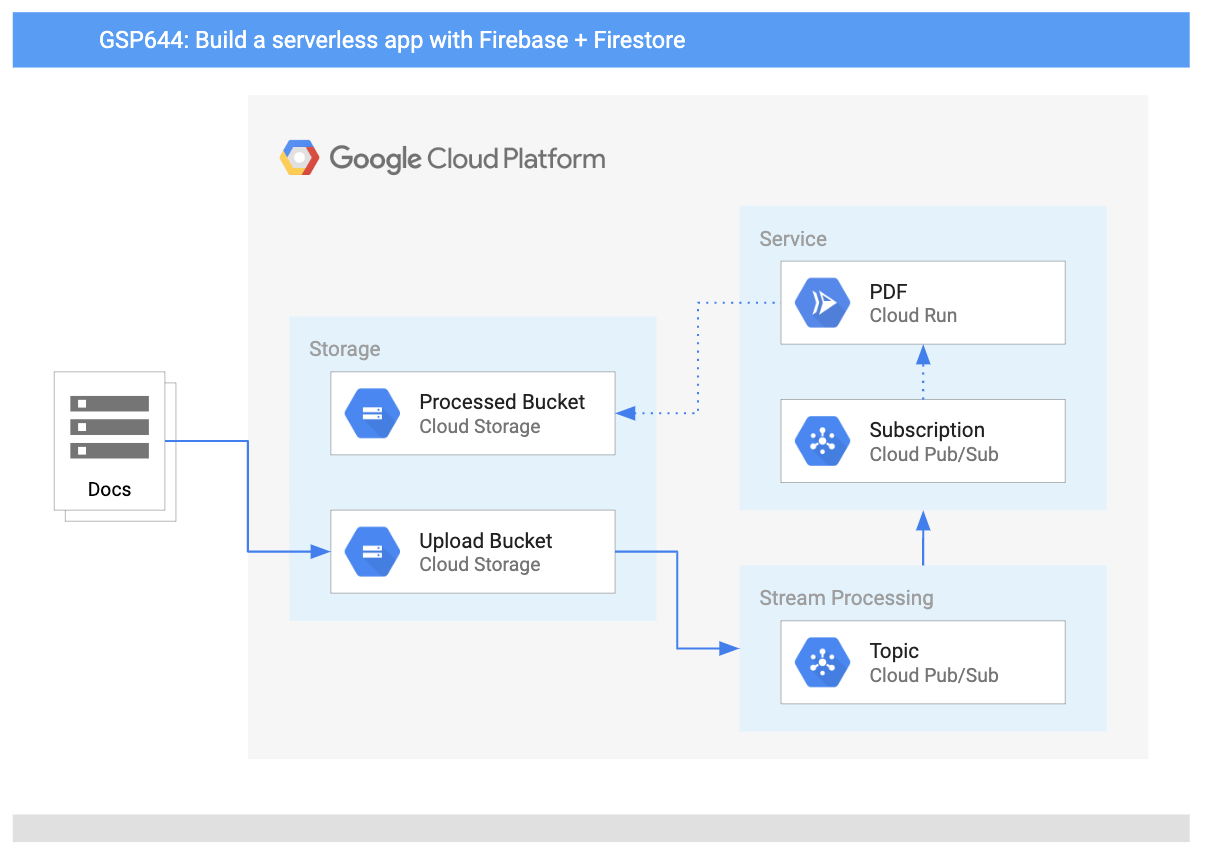 GSP644: Build a serverless app with Firebase + Firestore
Google Cloud Platform
Service
PDF
Cloud Run
Storage
Processed Bucket
Cloud Storage
Subscription
Cloud Pub/Sub
Docs
Upload Bucket
Cloud Storage
Stream Processing
Topic
Cloud Pub/Sub